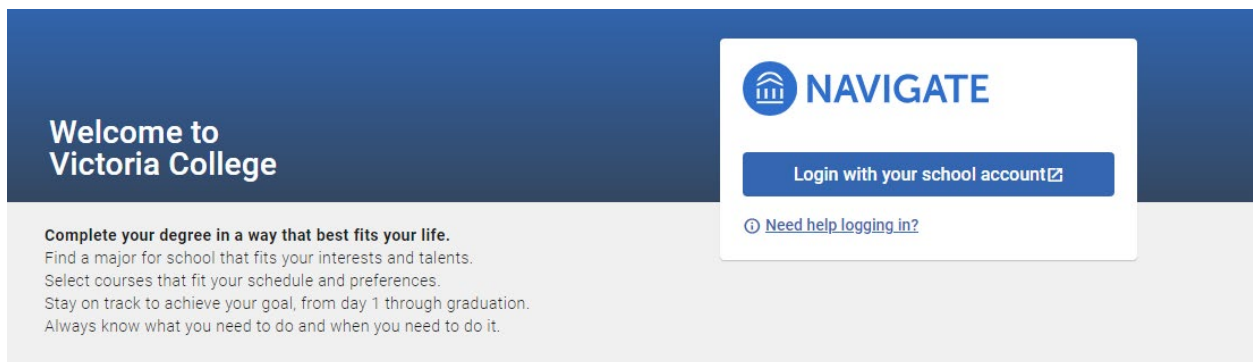 Welcome to
Victoria College
Complete your degree in a way that best fits your life.
Find a major for school that fits your interests and talents.
Select courses that fit your schedule and preferences.
Stay on track to achieve your goal, from day 1 through graduation.
Always know what you need to do and when you need to do it.
NAVIGATE
Login with your school account
Need help logging in?